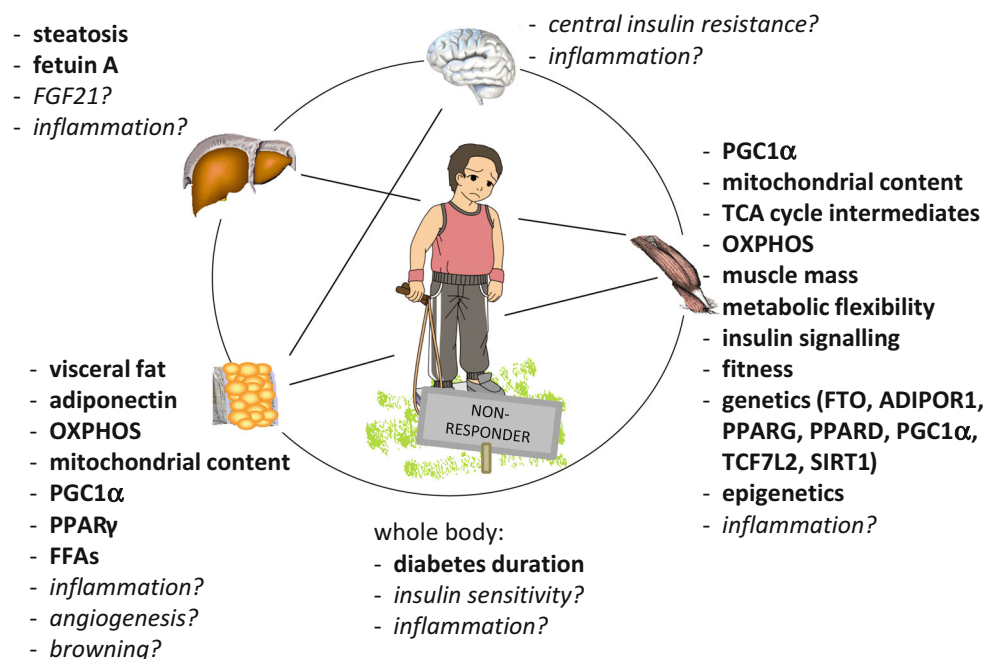 - steatosis
- fetuin A
- FGF21?
- inflammation?
- central insulin resistance?
- inflammation?
- PGC1α
- mitochondrial content
- TCA cycle intermediates
- OXPHOS
- muscle mass
- metabolic flexibility
- insulin signalling
- fitness
- genetics (FTO, ADIPOR1,
PPARG, PPARD, PGC1α,
TCF7L2, SIRT1)
- epigenetics
- inflammation?
- visceral fat
- adiponectin
- OXPHOS
- mitochondrial content
- PGC1α
- PPARγ
- FFAs
- inflammation?
- angiogenesis?
- browning?
NON-
RESPONDER
whole body:
- diabetes duration
- insulin sensitivity?
- inflammation?